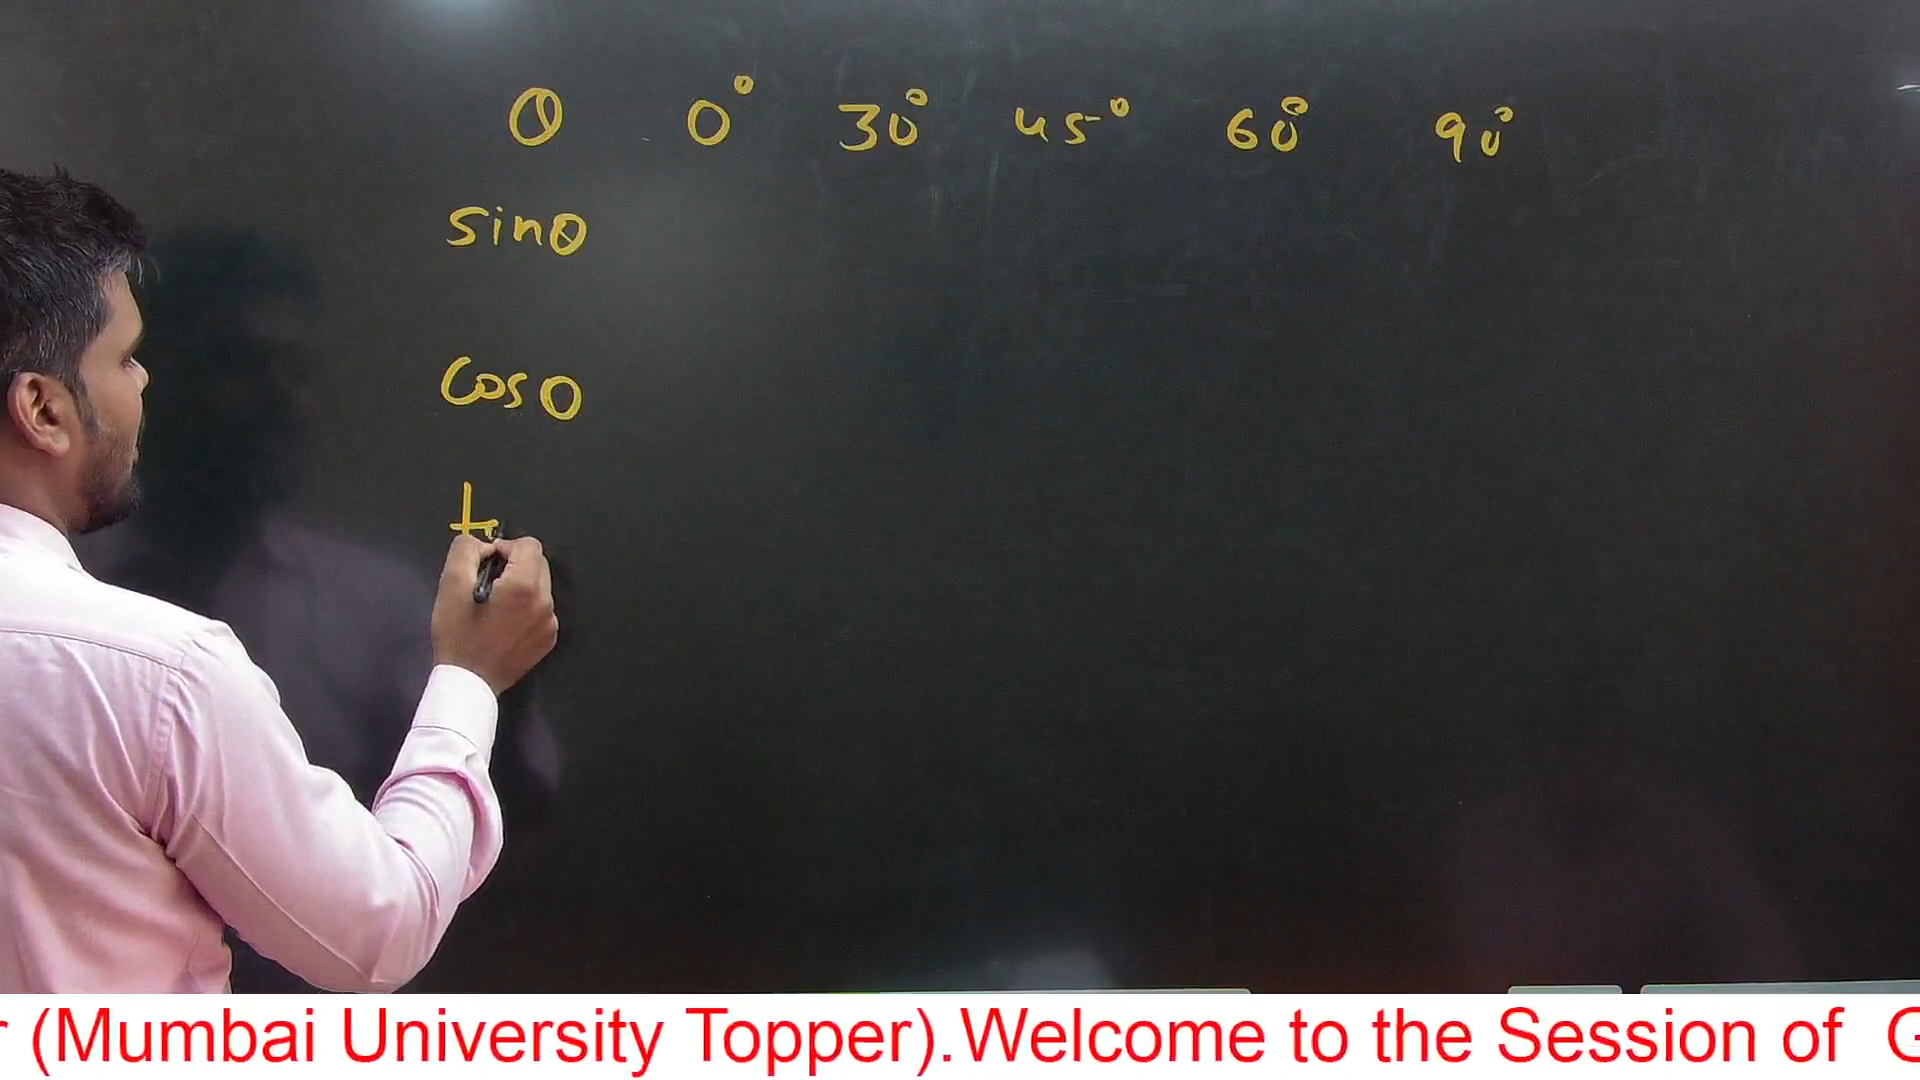 θ 0° 30° 45° 60° 90°
sinθ
cosθ
r (Mumbai University Topper).Welcome to the Session of G